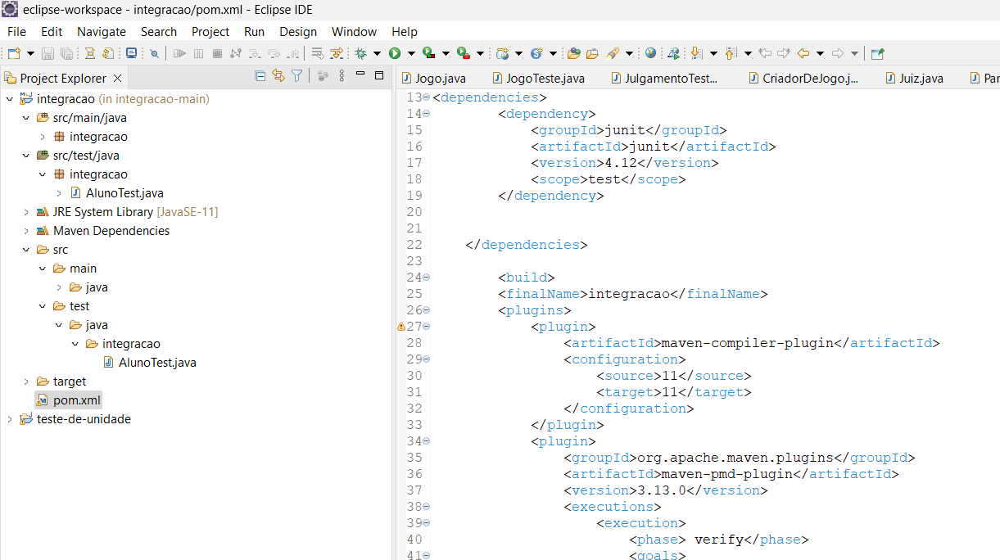 eclipse-workspace - integracao/pom.xml - Eclipse IDE
File Edit Navigate Search Project Run Design Window Help
Project Explorer
integracao (in integracao-main)
src/main/java
integracao
src/test/java
integracao
AlunoTest.java
JRE System Library [JavaSE-11]
Maven Dependencies
src
main
java
test
java
integracao
AlunoTest.java
target
pom.xml
teste-de-unidade
Jogo.java JogoTeste.java JulgamentoTest... CriadorDeJogo.j... Juiz.java Par
13 <dependencies>
14 <dependency>
15 <groupId>junit</groupId>
16 <artifactId>junit</artifactId>
17 <version>4.12</version>
18 <scope>test</scope>
19 </dependency>
20
21
22 </dependencies>
23
24 <build>
25 <finalName>integracao</finalName>
26 <plugins>
27 <plugin>
28 <artifactId>maven-compiler-plugin</artifactId>
29 <configuration>
30 <source>11</source>
31 <target>11</target>
32 </configuration>
33 </plugin>
34 <plugin>
35 <groupId>org.apache.maven.plugins</groupId>
36 <artifactId>maven-pmd-plugin</artifactId>
37 <version>3.13.0</version>
38 <executions>
39 <execution>
40 <phase> verify</phase>
41 <goals>